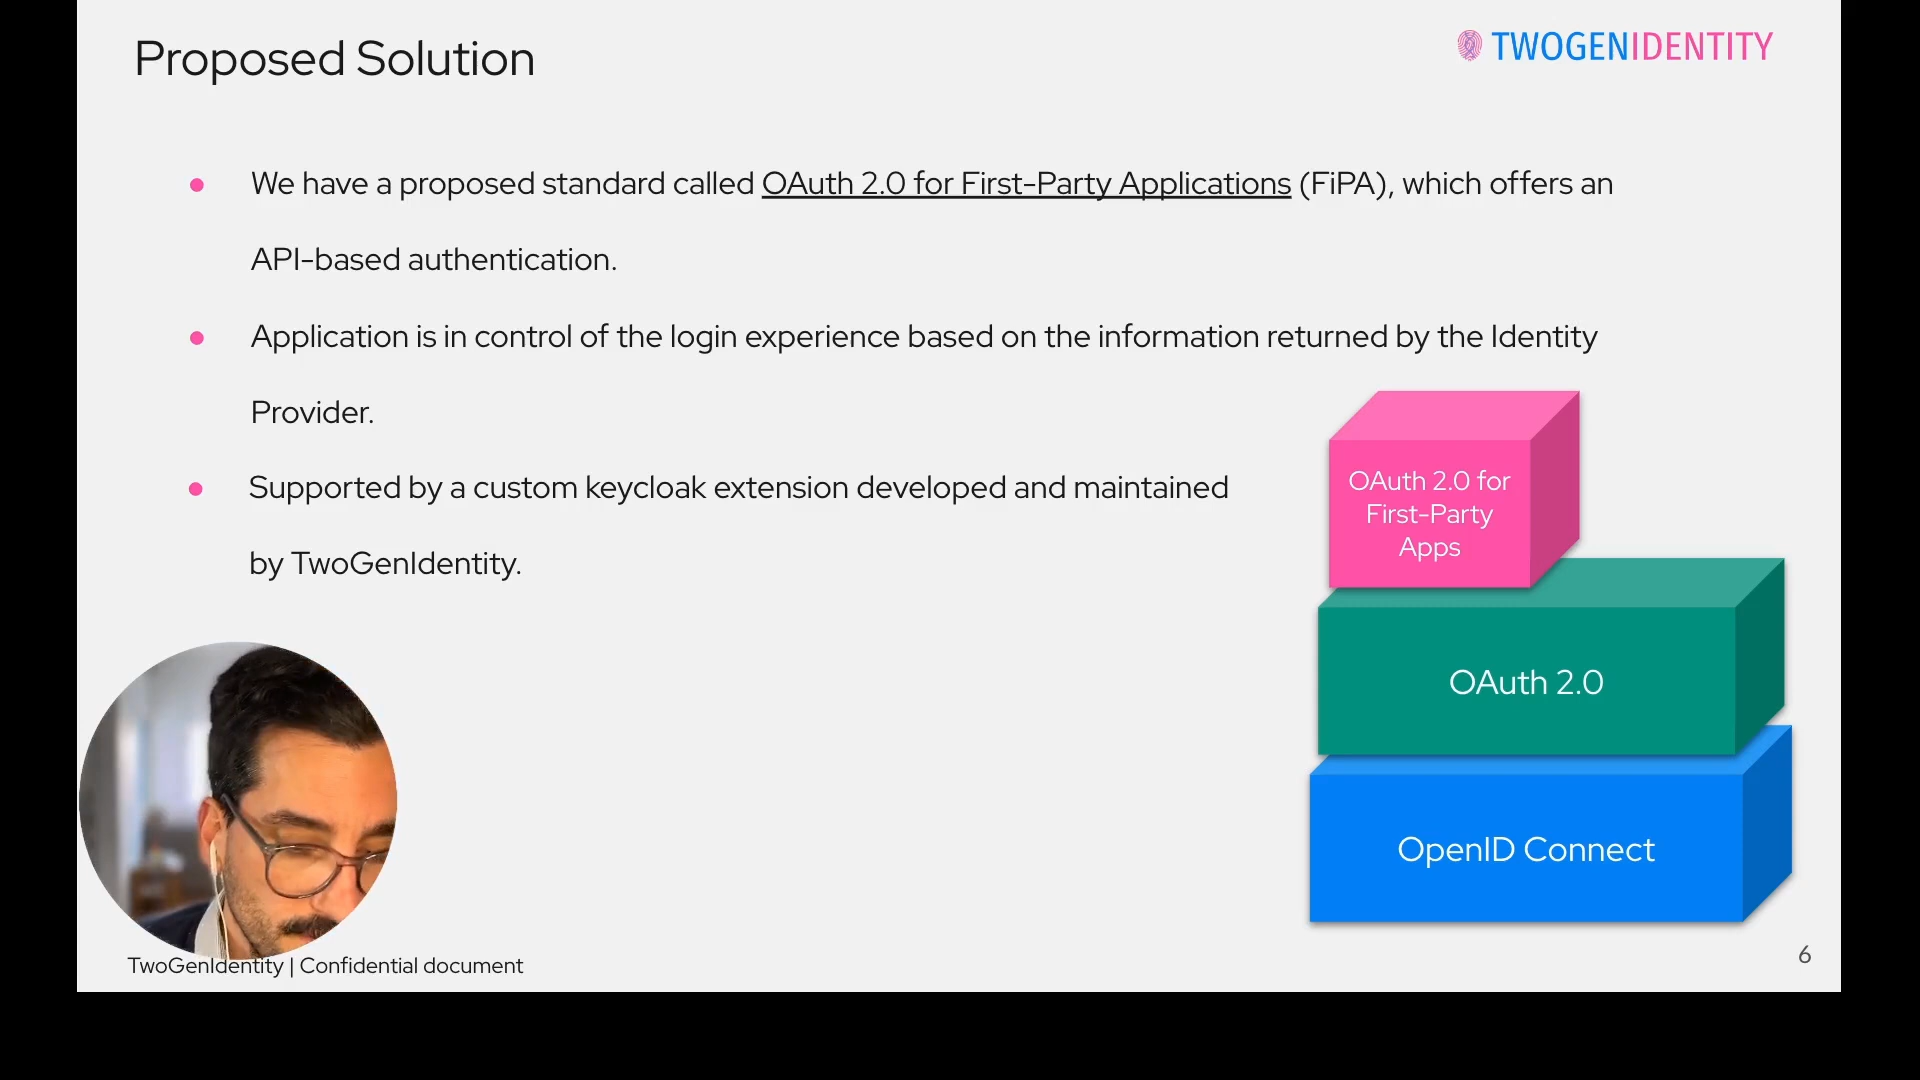 Proposed Solution
TWOGENIDENTITY
We have a proposed standard called OAuth 2.0 for First-Party Applications (FiPA), which offers an
API-based authentication.
Application is in control of the login experience based on the information returned by the Identity
Provider.
Supported by a custom keycloak extension developed and maintained
by TwoGenIdentity.
OAuth 2.0 for
First-Party
Apps
OAuth 2.0
OpenID Connect
TwoGenIdentity | Confidential document
6